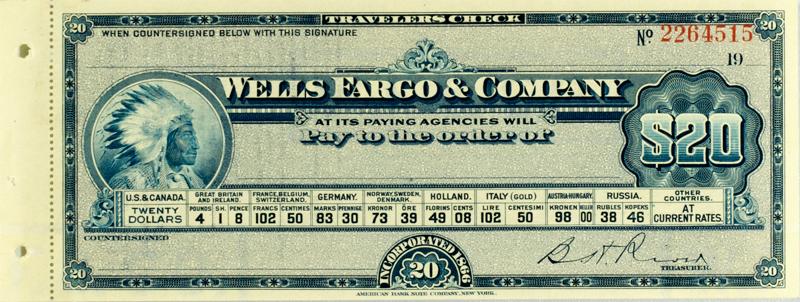 TRAVELERS CHECK
20 20
WHEN COUNTERSIGNED BELOW WITH THIS SIGNATURE
No 2264515
19
WELLS FARGO & COMPANY
AT ITS PAYING AGENCIES WILL
Pay to the order of
$20
U.S. & CANADA. GREAT BRITAIN AND IRELAND. FRANCE, BELGIUM, SWITZERLAND. GERMANY. NORWAY, SWEDEN, DENMARK. HOLLAND. ITALY (GOLD) AUSTRIA-HUNGARY RUSSIA. OTHER COUNTRIES.
TWENTY DOLLARS POUNDS SH. PENCE FRANCS CENTIMES MARKS PFENNIGE KRONOR ÖRE FLORINS CENTS LIRE CENTESIMI KRONEN HELLER RUBLES KOPEKS AT CURRENT RATES.
4 1 8 102 50 83 30 73 89 49 08 102 50 98 00 38 46
COUNTERSIGNED
INCORPORATED 1866
20
TREASURER.
20 20
AMERICAN BANK NOTE COMPANY, NEW YORK.